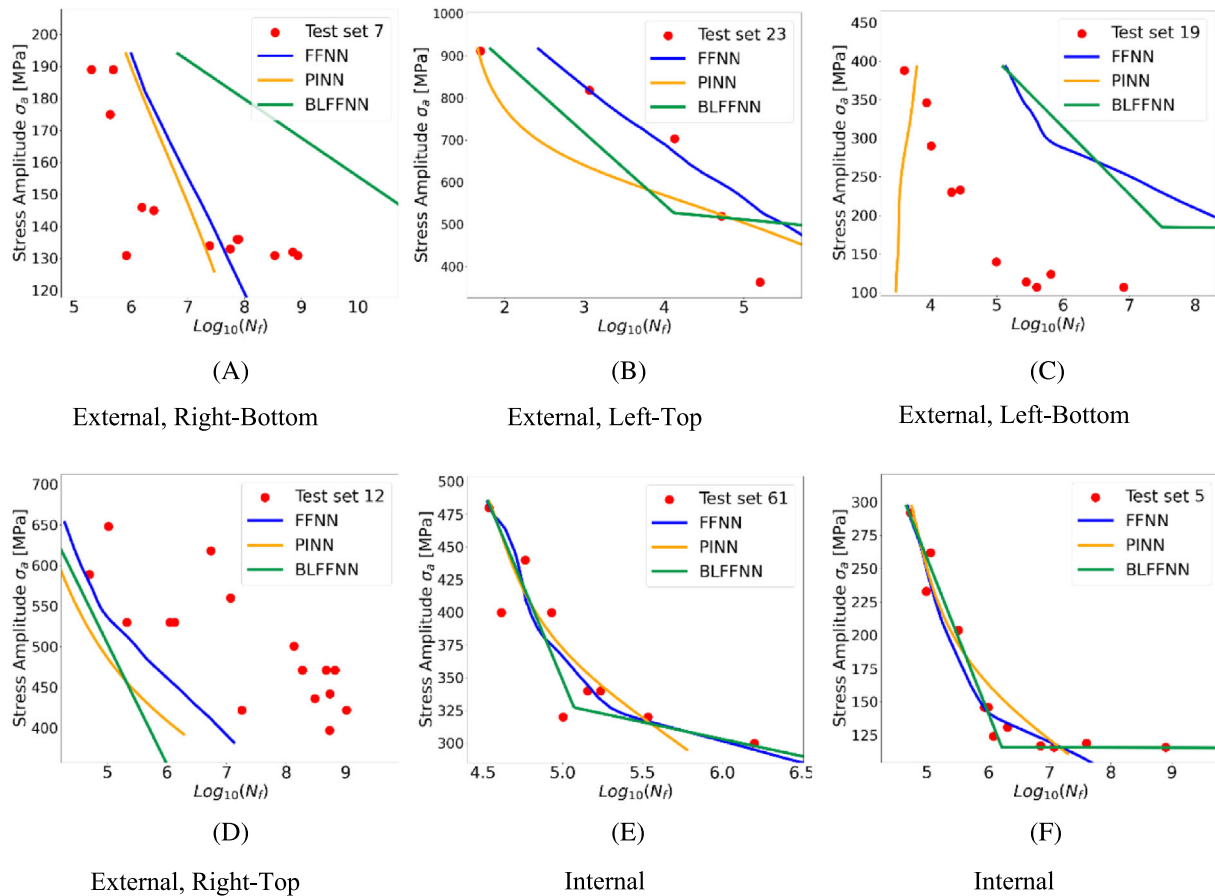 Test set 7
FFNN
PINN
BLFFNN
Stress Amplitude σa [MPa]
200
190
180
170
160
150
140
130
120
5 6 7 8 9 10
Log10(Nf)
(A)
External, Right-Bottom
Test set 23
FFNN
PINN
BLFFNN
Stress Amplitude σa [MPa]
1000
900
800
700
600
500
400
2 3 4 5
Log10(Nf)
(B)
External, Left-Top
Test set 19
FFNN
PINN
BLFFNN
Stress Amplitude σa [MPa]
450
400
350
300
250
200
150
100
4 5 6 7 8
Log10(Nf)
(C)
External, Left-Bottom
Test set 12
FFNN
PINN
BLFFNN
Stress Amplitude σa [MPa]
700
650
600
550
500
450
400
5 6 7 8 9
Log10(Nf)
(D)
External, Right-Top
Test set 61
FFNN
PINN
BLFFNN
Stress Amplitude σa [MPa]
500
475
450
425
400
375
350
325
300
4.5 5.0 5.5 6.0 6.5
Log10(Nf)
(E)
Internal
Test set 5
FFNN
PINN
BLFFNN
Stress Amplitude σa [MPa]
300
275
250
225
200
175
150
125
5 6 7 8 9
Log10(Nf)
(F)
Internal